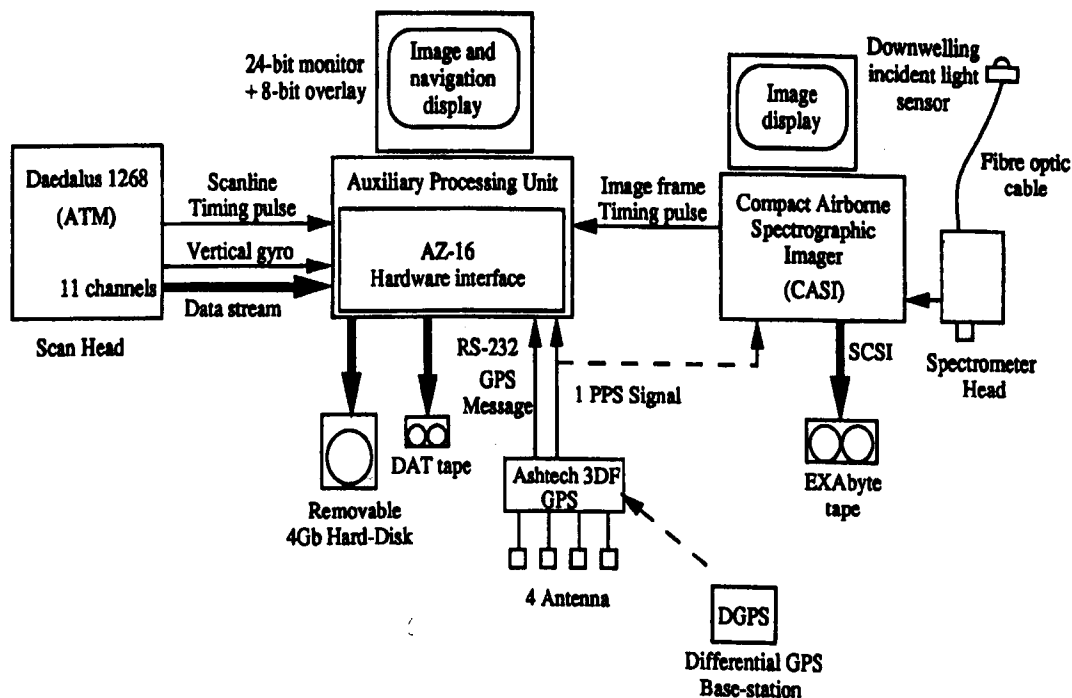 24-bit monitor
+ 8-bit overlay
Image and
navigation
display
Image
display
Downwelling
incident light
sensor
Fibre optic
cable
Daedalus 1268
(ATM)
11 channels
Scan Head
Scanline
Timing pulse
Vertical gyro
Data stream
Auxiliary Processing Unit
AZ-16
Hardware interface
Image frame
Timing pulse
Compact Airborne
Spectrographic
Imager
(CASI)
Spectrometer
Head
RS-232
GPS
Message
1 PPS Signal
SCSI
Removable
4Gb Hard-Disk
DAT tape
Ashtech 3DF
GPS
4 Antenna
EXAbyte
tape
DGPS
Differential GPS
Base-station